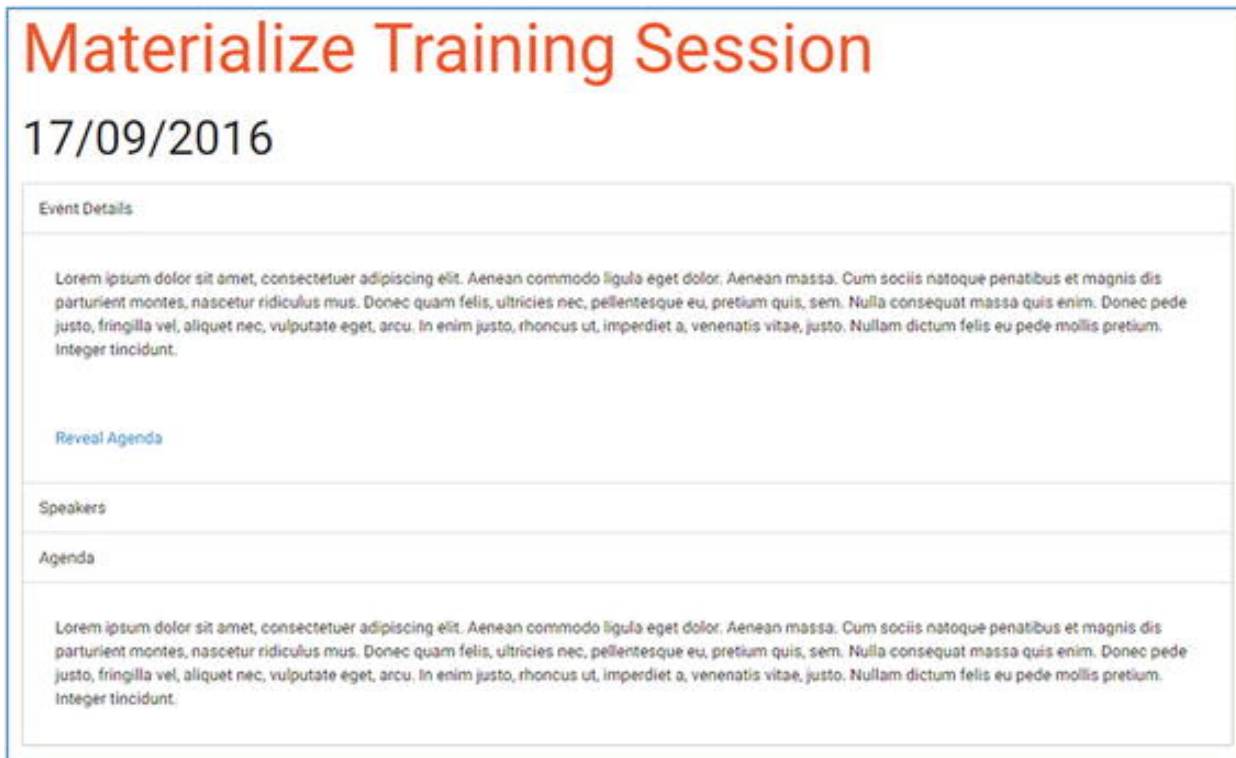 Materialize Training Session
17/09/2016
Event Details
Lorem ipsum dolor sit amet, consectetuer adipiscing elit. Aenean commodo ligula eget dolor. Aenean massa. Cum sociis natoque penatibus et magnis dis
parturient montes, nascetur ridiculus mus. Donec quam felis, ultricies nec, pellentesque eu, pretium quis, sem. Nulla consequat massa quis enim. Donec pede
justo, fringilla vel, aliquet nec, vulputate eget, arcu. In enim justo, rhoncus ut, imperdiet a, venenatis vitae, justo. Nullam dictum felis eu pede mollis pretium.
Integer tincidunt.
Reveal Agenda
Speakers
Agenda
Lorem ipsum dolor sit amet, consectetuer adipiscing elit. Aenean commodo ligula eget dolor. Aenean massa. Cum sociis natoque penatibus et magnis dis
parturient montes, nascetur ridiculus mus. Donec quam felis, ultricies nec, pellentesque eu, pretium quis, sem. Nulla consequat massa quis enim. Donec pede
justo, fringilla vel, aliquet nec, vulputate eget, arcu. In enim justo, rhoncus ut, imperdiet a, venenatis vitae, justo. Nullam dictum felis eu pede mollis pretium.
Integer tincidunt.